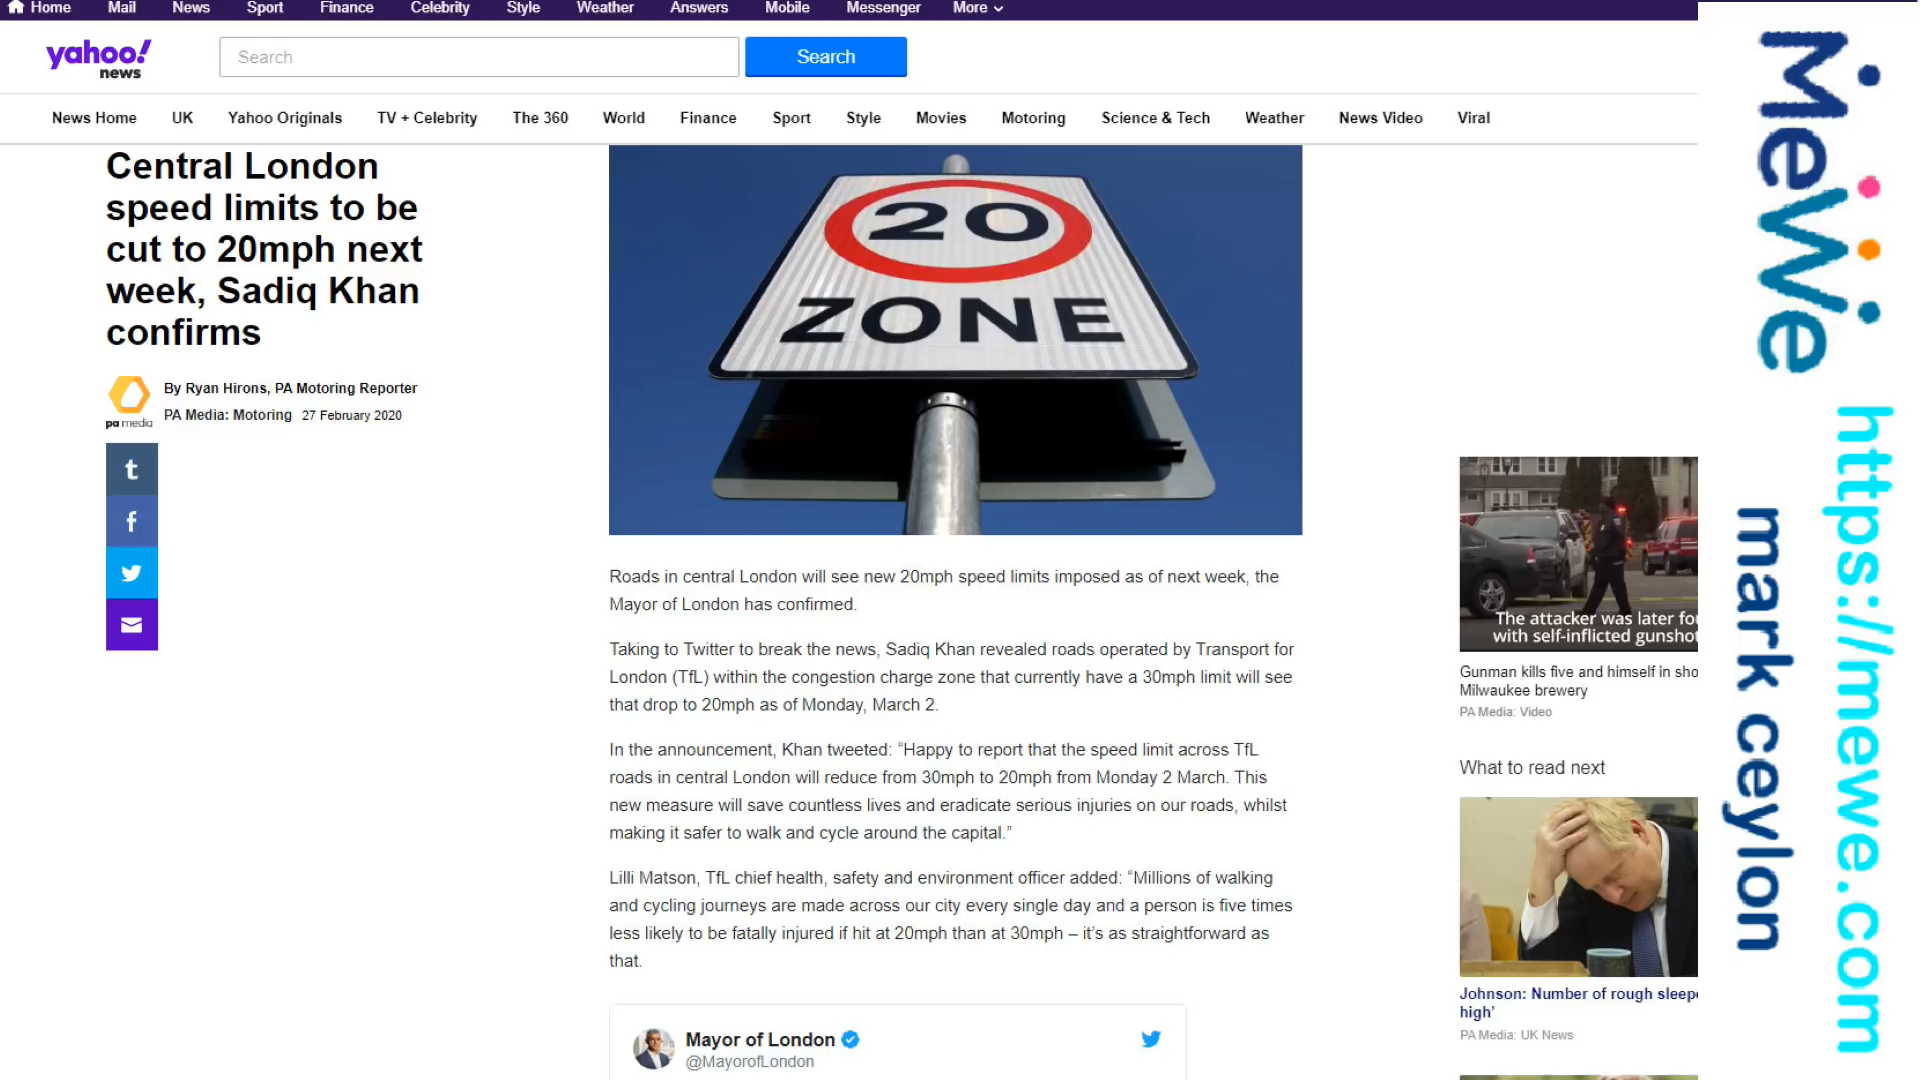 Home Mail News Sport Finance Celebrity Style Weather Answers Mobile Messenger More
yahoo!
news
Search
Search
News Home UK Yahoo Originals TV + Celebrity The 360 World Finance Sport Style Movies Motoring Science & Tech Weather News Video Viral
Central London
speed limits to be
cut to 20mph next
week, Sadiq Khan
confirms
pa media
By Ryan Hirons, PA Motoring Reporter
PA Media: Motoring 27 February 2020
t
f
20
ZONE
Roads in central London will see new 20mph speed limits imposed as of next week, the
Mayor of London has confirmed.
Taking to Twitter to break the news, Sadiq Khan revealed roads operated by Transport for
London (TfL) within the congestion charge zone that currently have a 30mph limit will see
that drop to 20mph as of Monday, March 2.
In the announcement, Khan tweeted: “Happy to report that the speed limit across TfL
roads in central London will reduce from 30mph to 20mph from Monday 2 March. This
new measure will save countless lives and eradicate serious injuries on our roads, whilst
making it safer to walk and cycle around the capital.”
Lilli Matson, TfL chief health, safety and environment officer added: “Millions of walking
and cycling journeys are made across our city every single day and a person is five times
less likely to be fatally injured if hit at 20mph than at 30mph – it’s as straightforward as
that.
Mayor of London
@MayorofLondon
The attacker was later fou
with self-inflicted gunshot
Gunman kills five and himself in sho
Milwaukee brewery
PA Media: Video
What to read next
Johnson: Number of rough sleepe
high’
PA Media: UK News
MeWe
https://mewe.com
mark ceylon